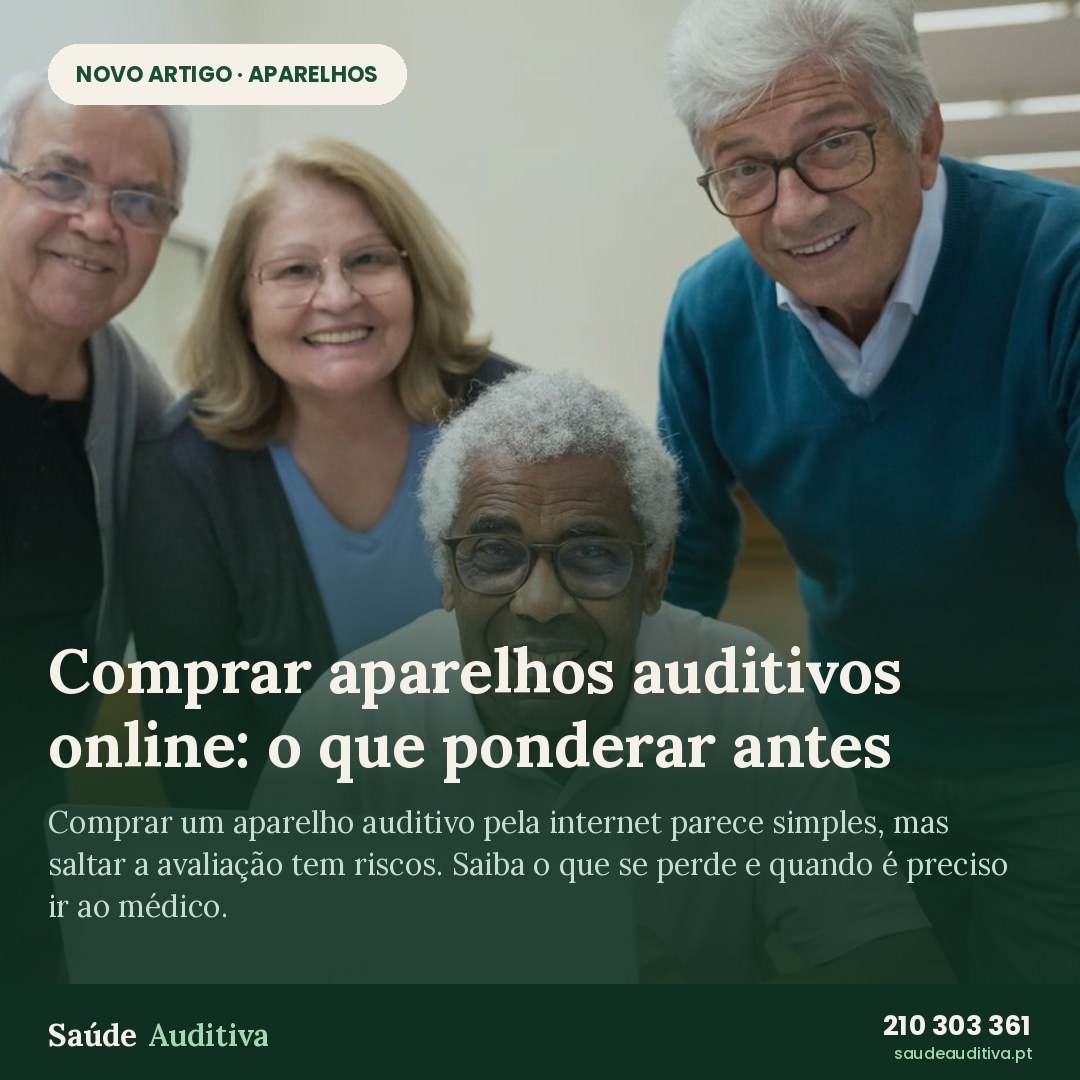 NOVO ARTIGO · APARELHOS
Comprar aparelhos auditivos
online: o que ponderar antes
Comprar um aparelho auditivo pela internet parece simples, mas
saltar a avaliação tem riscos. Saiba o que se perde e quando é preciso
ir ao médico.
Saúde Auditiva
210 303 361
saudeauditiva.pt